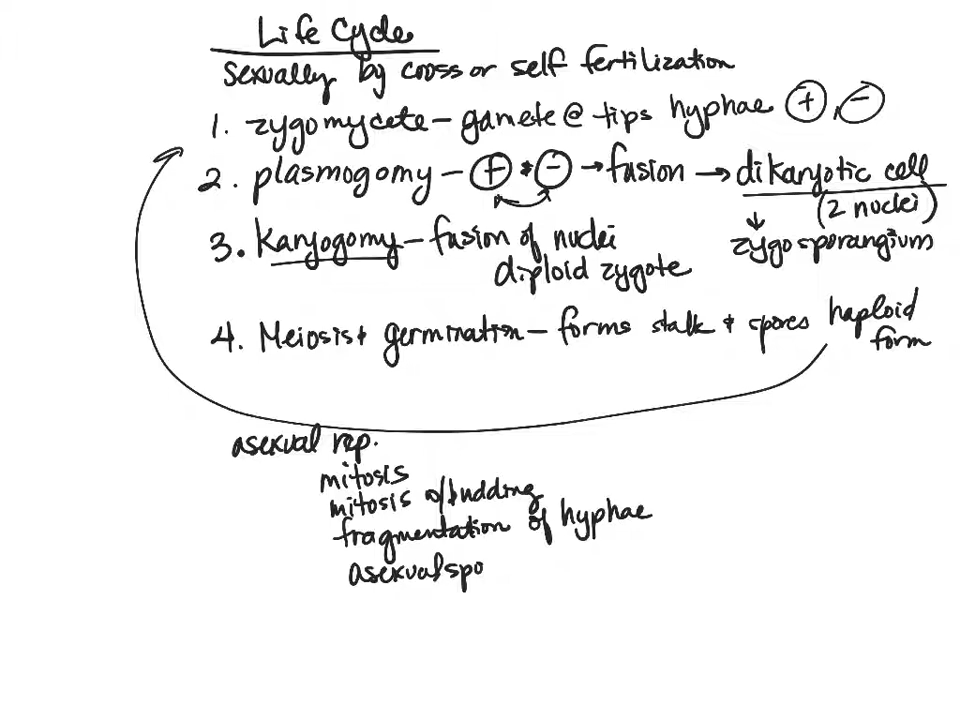 Life Cycle
Sexually by cross or self fertilization
1. zygomycete - gamete @ tips hyphae + , -
2. plasmogomy - + * - → fusion → dikaryotic cell
(2 nuclei)
↓
zygosporangium
3. Karyogomy - fusion of nuclei
diploid zygote
4. Meiosis + germination - forms stalk + spores haploid
form
asexual rep.
mitosis
mitosis w/ budding
fragmentation of hyphae
asexual spo